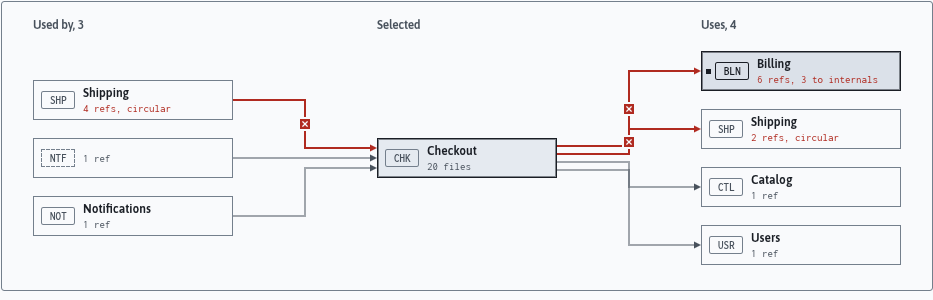 Used by, 3
Selected
Uses, 4
SHP
Shipping
4 refs, circular
NTF
1 ref
NOT
Notifications
1 ref
CHK
Checkout
20 files
BLN
Billing
6 refs, 3 to internals
SHP
Shipping
2 refs, circular
CTL
Catalog
1 ref
USR
Users
1 ref